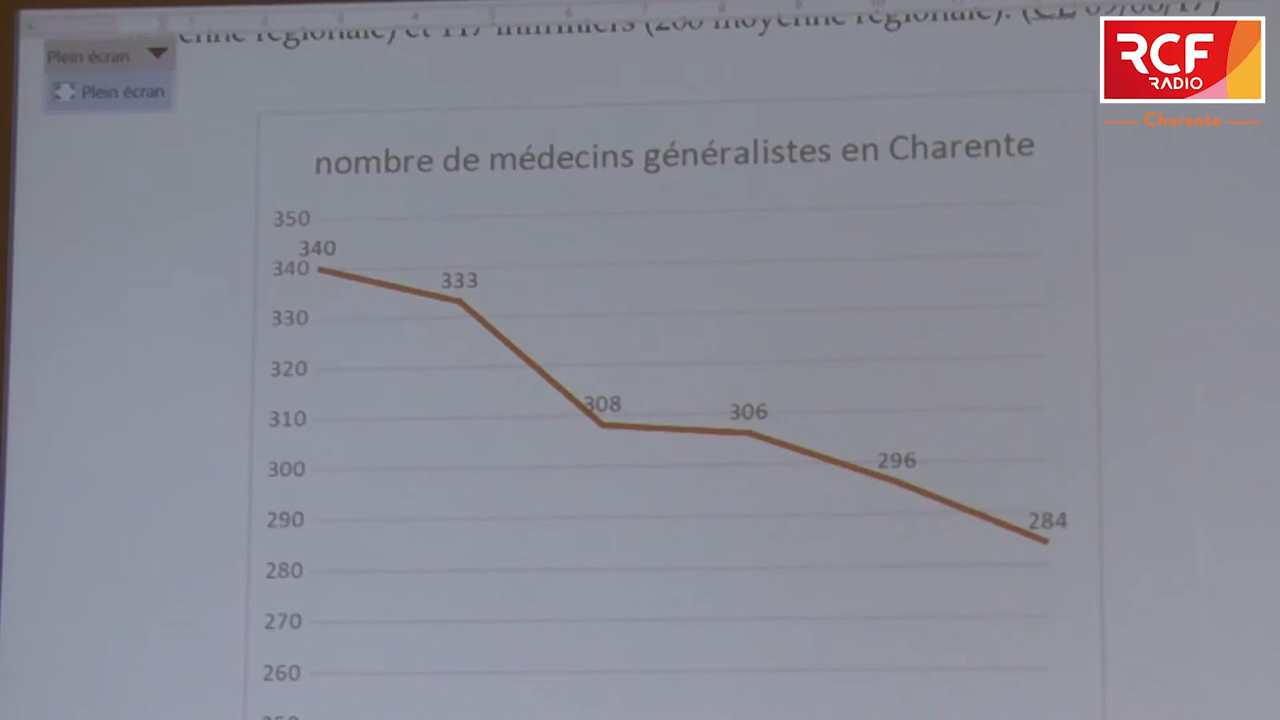 RCF
RADIO
Charente
Plein écran
Plein écran
nombre de médecins généralistes en Charente
350
340
340
333
330
320
308
310
306
300
296
290
284
280
270
260